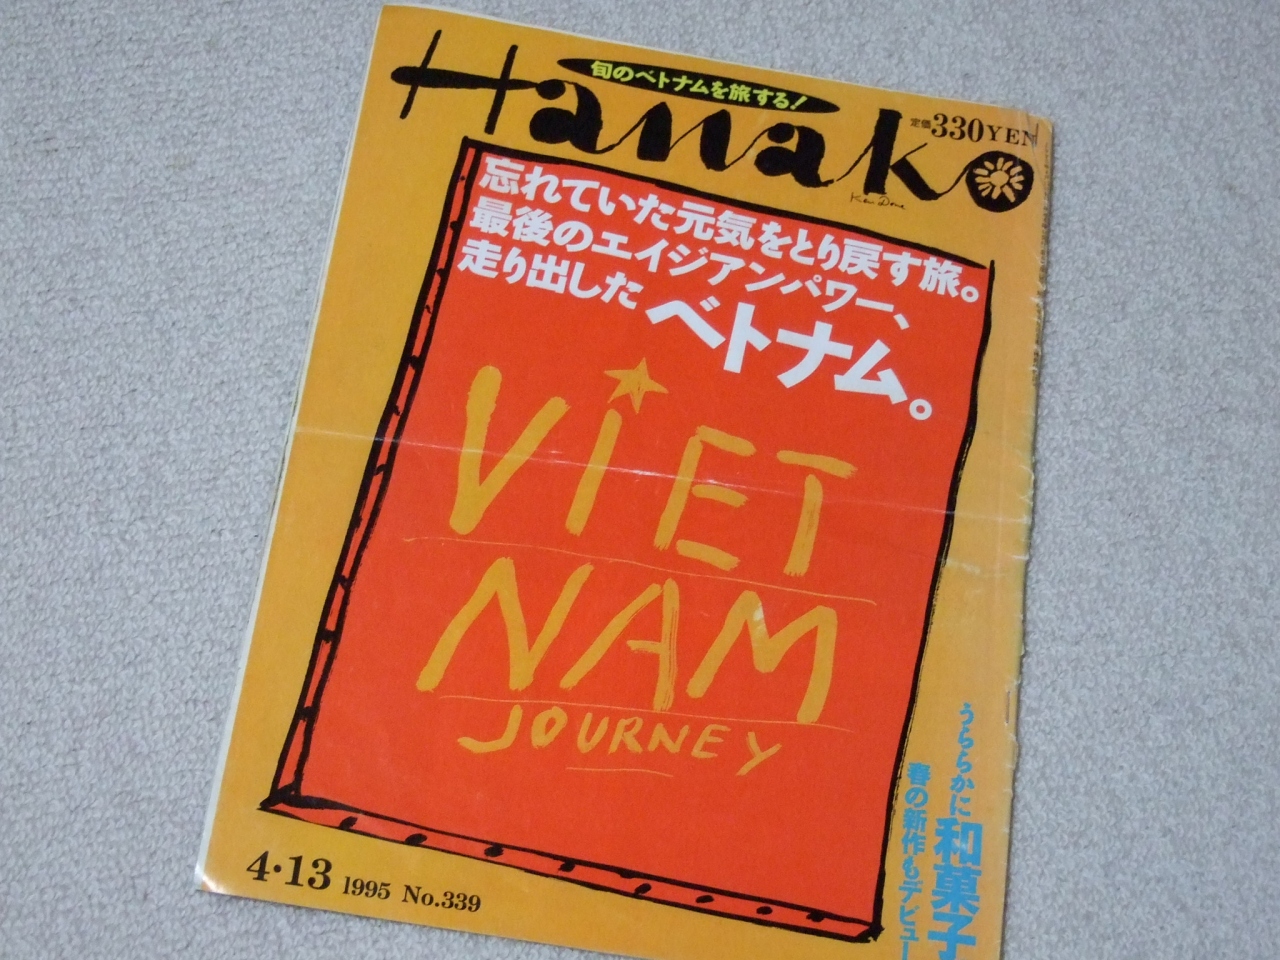 旬のベトナムを旅する!
Hanako
定価330YEN
Ken Done
忘れていた元気をとり戻す旅。
最後のエイジアンパワー、
走り出したベトナム。
VIET
NAM
JOURNEY
うららかに和菓子
春の新作もデビュー
4・13 1995 No.339